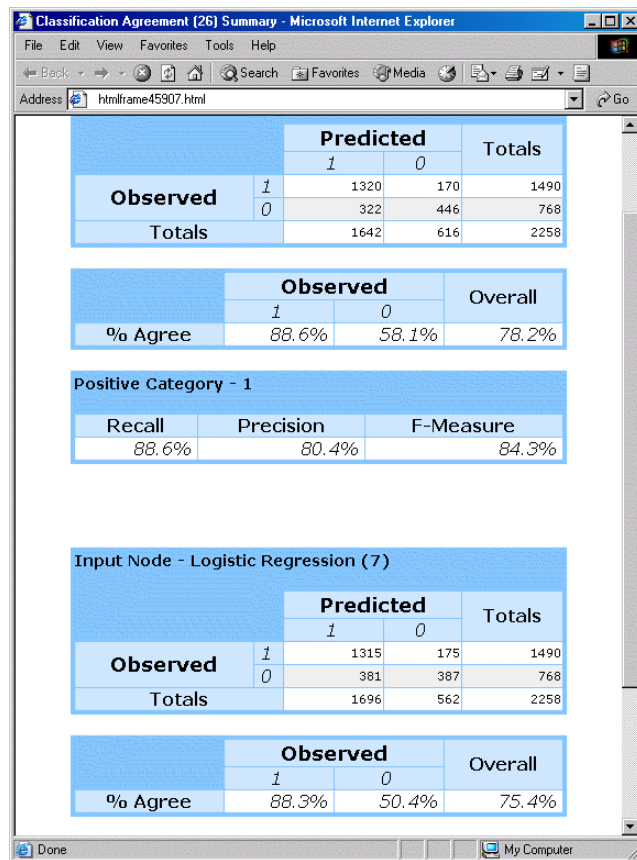 Classification Agreement (26) Summary - Microsoft Internet Explorer
File Edit View Favorites Tools Help
Back Search Favorites Media
Address htmlframe45907.html Go
Predicted Totals
1 0
Observed 1 1320 170 1490
0 322 446 768
Totals 1642 616 2258
Observed Overall
1 0
% Agree 88.6% 58.1% 78.2%
Positive Category - 1
Recall Precision F-Measure
88.6% 80.4% 84.3%
Input Node - Logistic Regression (7)
Predicted Totals
1 0
Observed 1 1315 175 1490
0 381 387 768
Totals 1696 562 2258
Observed Overall
1 0
% Agree 88.3% 50.4% 75.4%
Done My Computer